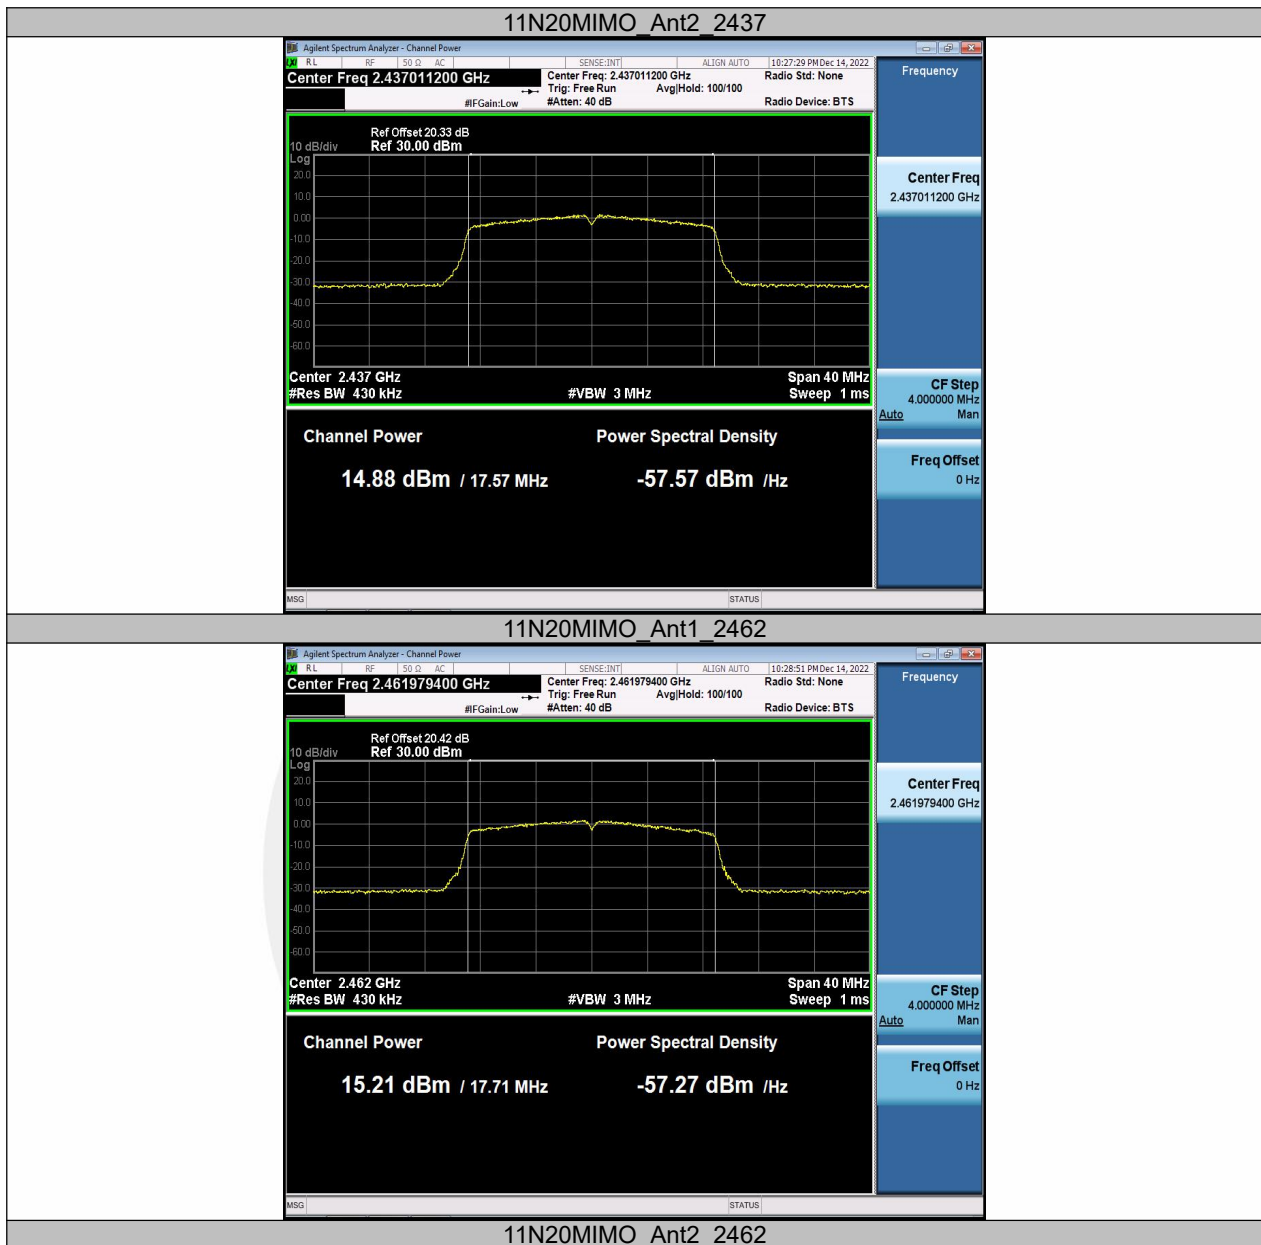 11N20MIMO_Ant2_2437
Agilent Spectrum Analyzer - Channel Power
RL RF 50 Ω AC SENSE:INT ALIGN AUTO 10:27:29 PM Dec 14, 2022
Center Freq 2.437011200 GHz
Center Freq: 2.437011200 GHz Radio Std: None
Trig: Free Run Avg|Hold: 100/100
#IFGain:Low #Atten: 40 dB Radio Device: BTS
Frequency
Ref Offset 20.33 dB
10 dB/div Ref 30.00 dBm
Log
20.0
10.0
0.00
-10.0
-20.0
-30.0
-40.0
-50.0
-60.0
Center 2.437 GHz Span 40 MHz
#Res BW 430 kHz #VBW 3 MHz Sweep 1 ms
Center Freq
2.437011200 GHz
CF Step
4.000000 MHz
Auto Man
Freq Offset
0 Hz
Channel Power Power Spectral Density
14.88 dBm / 17.57 MHz -57.57 dBm /Hz
MSG STATUS
11N20MIMO_Ant1_2462
Agilent Spectrum Analyzer - Channel Power
RL RF 50 Ω AC SENSE:INT ALIGN AUTO 10:28:51 PM Dec 14, 2022
Center Freq 2.461979400 GHz
Center Freq: 2.461979400 GHz Radio Std: None
Trig: Free Run Avg|Hold: 100/100
#IFGain:Low #Atten: 40 dB Radio Device: BTS
Frequency
Ref Offset 20.42 dB
10 dB/div Ref 30.00 dBm
Log
20.0
10.0
0.00
-10.0
-20.0
-30.0
-40.0
-50.0
-60.0
Center 2.462 GHz Span 40 MHz
#Res BW 430 kHz #VBW 3 MHz Sweep 1 ms
Center Freq
2.461979400 GHz
CF Step
4.000000 MHz
Auto Man
Freq Offset
0 Hz
Channel Power Power Spectral Density
15.21 dBm / 17.71 MHz -57.27 dBm /Hz
MSG STATUS
11N20MIMO_Ant2_2462